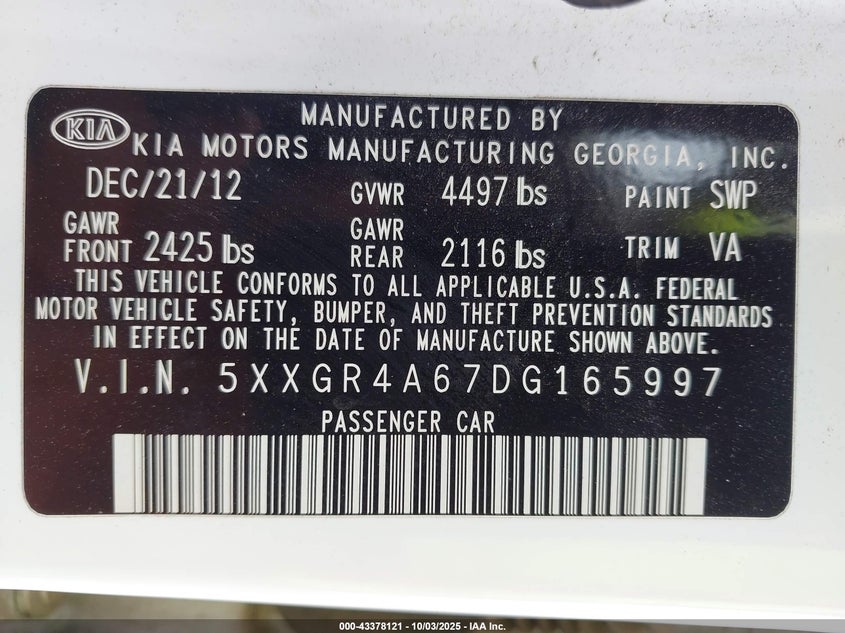 MANUFACTURED BY
KIA KIA MOTORS MANUFACTURING GEORGIA, INC.
DEC/21/12 GVWR 4497 lbs PAINT SWP
GAWR FRONT 2425 lbs GAWR REAR 2116 lbs TRIM VA
THIS VEHICLE CONFORMS TO ALL APPLICABLE U.S.A. FEDERAL
MOTOR VEHICLE SAFETY, BUMPER, AND THEFT PREVENTION STANDARDS
IN EFFECT ON THE DATE OF MANUFACTURE SHOWN ABOVE.
V.I.N. 5XXGR4A67DG165997
PASSENGER CAR
000-43378121 - 10/03/2025 - IAA Inc.